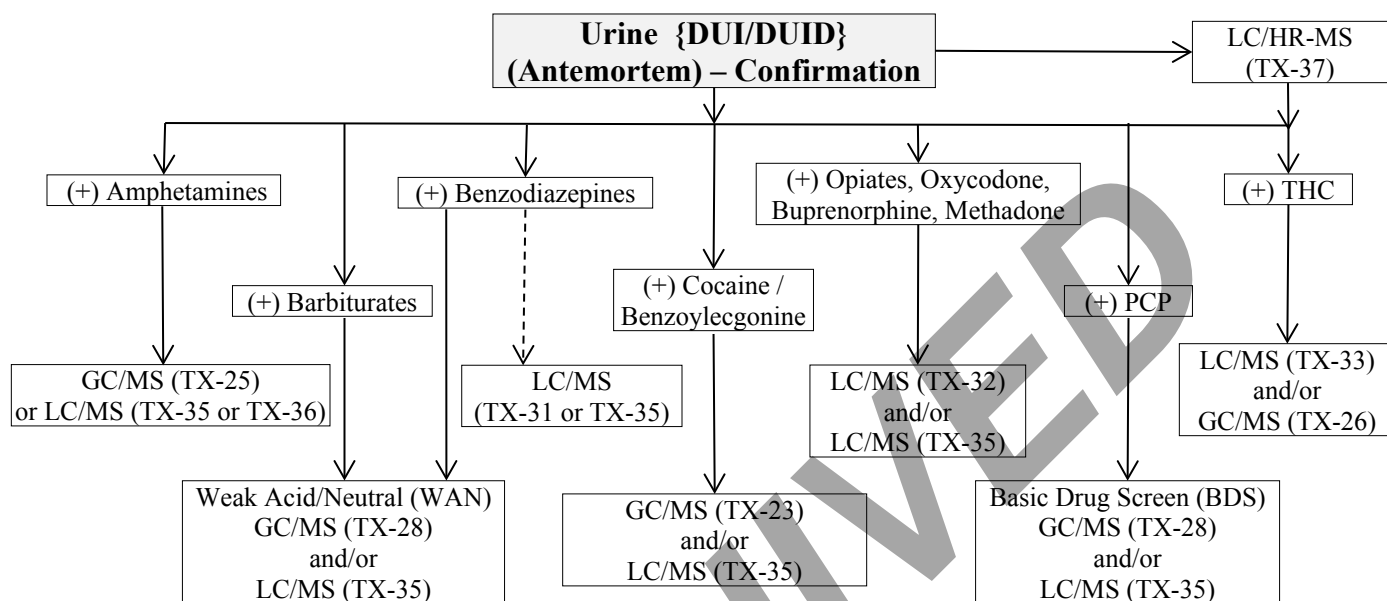 Urine {DUI/DUID}
(Antemortem) – Confirmation
LC/HR-MS
(TX-37)
(+) Amphetamines
(+) Benzodiazepines
(+) Opiates, Oxycodone,
Buprenorphine, Methadone
(+) THC
(+) Barbiturates
(+) Cocaine /
Benzoylecgonine
(+) PCP
GC/MS (TX-25)
or LC/MS (TX-35 or TX-36)
LC/MS
(TX-31 or TX-35)
LC/MS (TX-32)
and/or
LC/MS (TX-35)
LC/MS (TX-33)
and/or
GC/MS (TX-26)
Weak Acid/Neutral (WAN)
GC/MS (TX-28)
and/or
LC/MS (TX-35)
GC/MS (TX-23)
and/or
LC/MS (TX-35)
Basic Drug Screen (BDS)
GC/MS (TX-28)
and/or
LC/MS (TX-35)